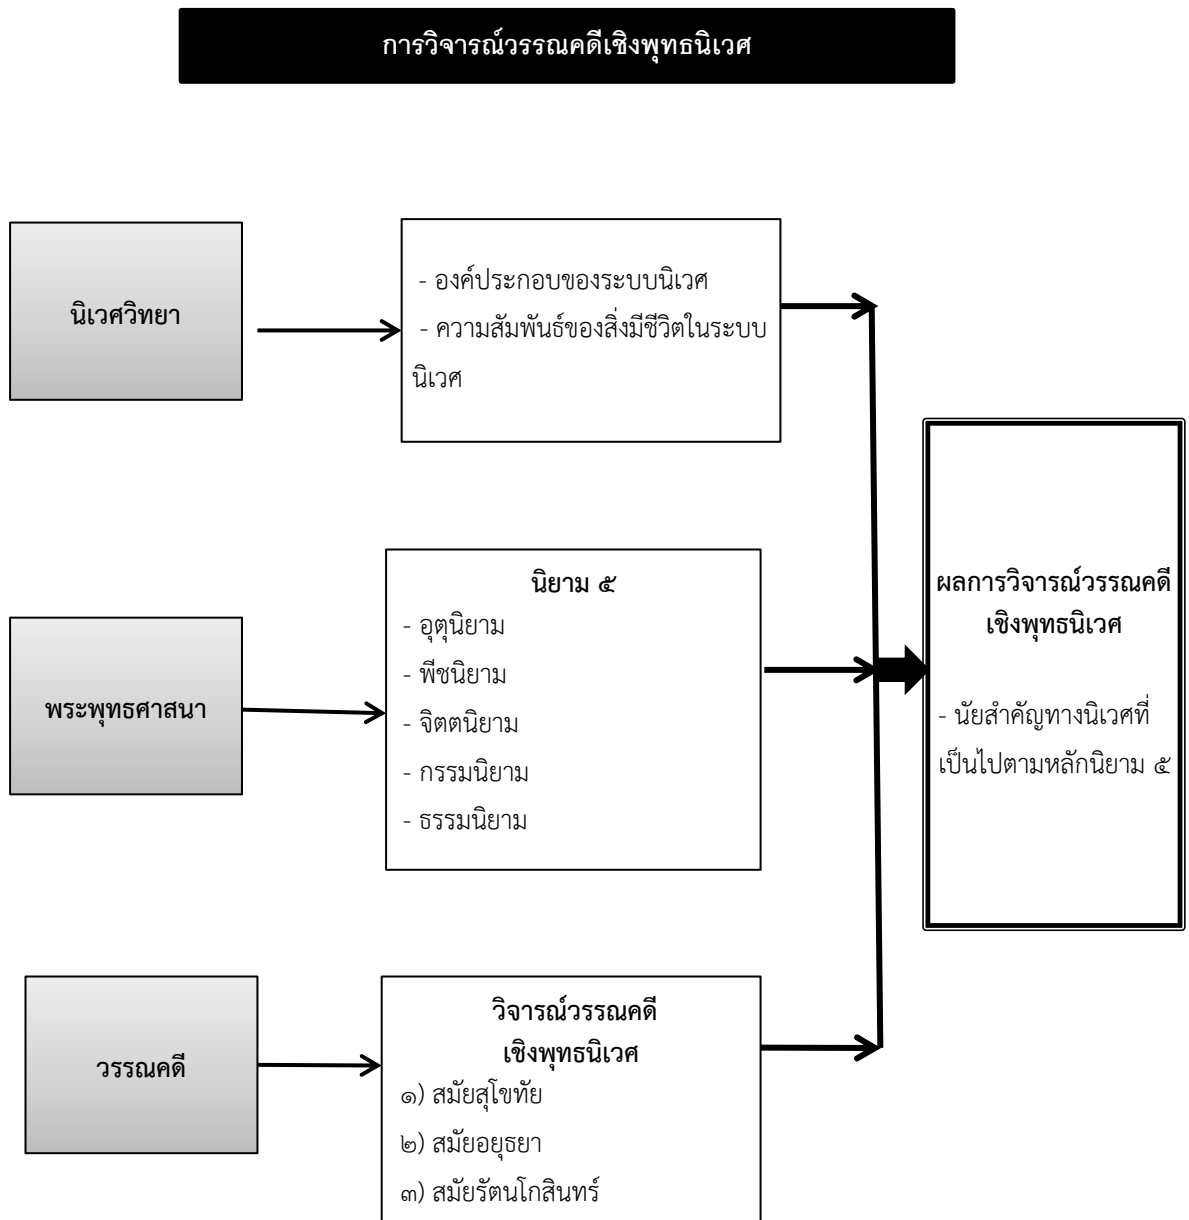 การวิจารณ์วรรณคดีเชิงพุทธนิเวศ
นิเวศวิทยา
- องค์ประกอบของระบบนิเวศ
- ความสัมพันธ์ของสิ่งมีชีวิตในระบบ
นิเวศ
พระพุทธศาสนา
นิยาม ๕
- อุตุนิยาม
- พีชนิยาม
- จิตตนิยาม
- กรรมนิยาม
- ธรรมนิยาม
วรรณคดี
วิจารณ์วรรณคดี
เชิงพุทธนิเวศ
๑) สมัยสุโขทัย
๒) สมัยอยุธยา
๓) สมัยรัตนโกสินทร์
ผลการวิจารณ์วรรณคดี
เชิงพุทธนิเวศ
- นัยสำคัญทางนิเวศที่
เป็นไปตามหลักนิยาม ๕